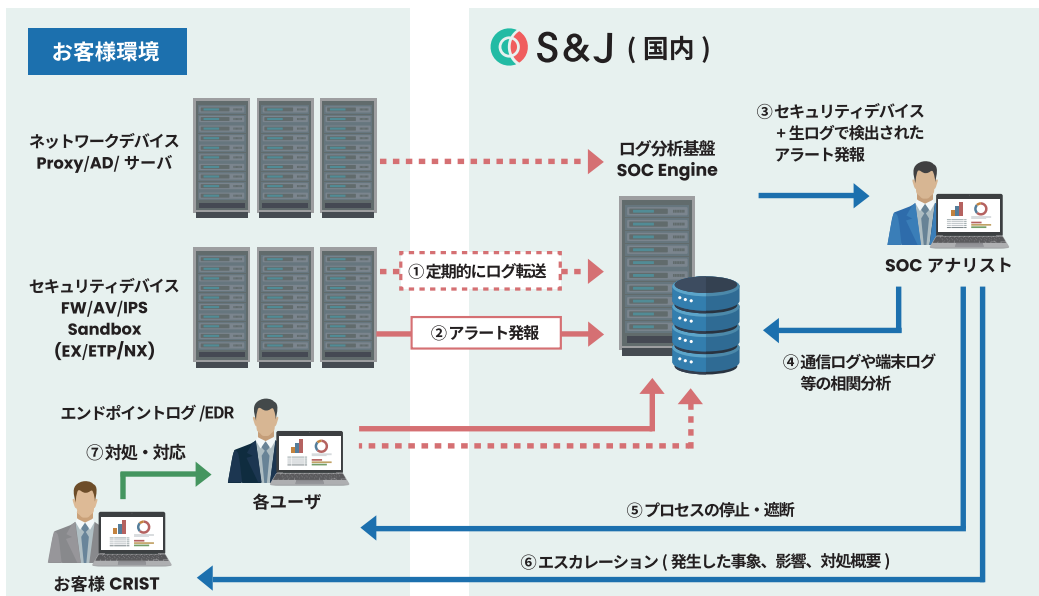 お客様環境
S&J (国内)
ネットワークデバイス
Proxy/AD/ サーバ
ログ分析基盤
SOC Engine
③セキュリティデバイス
+ 生ログで検出された
アラート発報
SOC アナリスト
セキュリティデバイス
FW/AV/IPS
Sandbox
(EX/ETP/NX)
①定期的にログ転送
②アラート発報
④通信ログや端末ログ
等の相関分析
エンドポイントログ /EDR
⑦対処・対応
各ユーザ
⑤プロセスの停止・遮断
⑥エスカレーション ( 発生した事象、影響、対処概要 )
お客様 CRIST